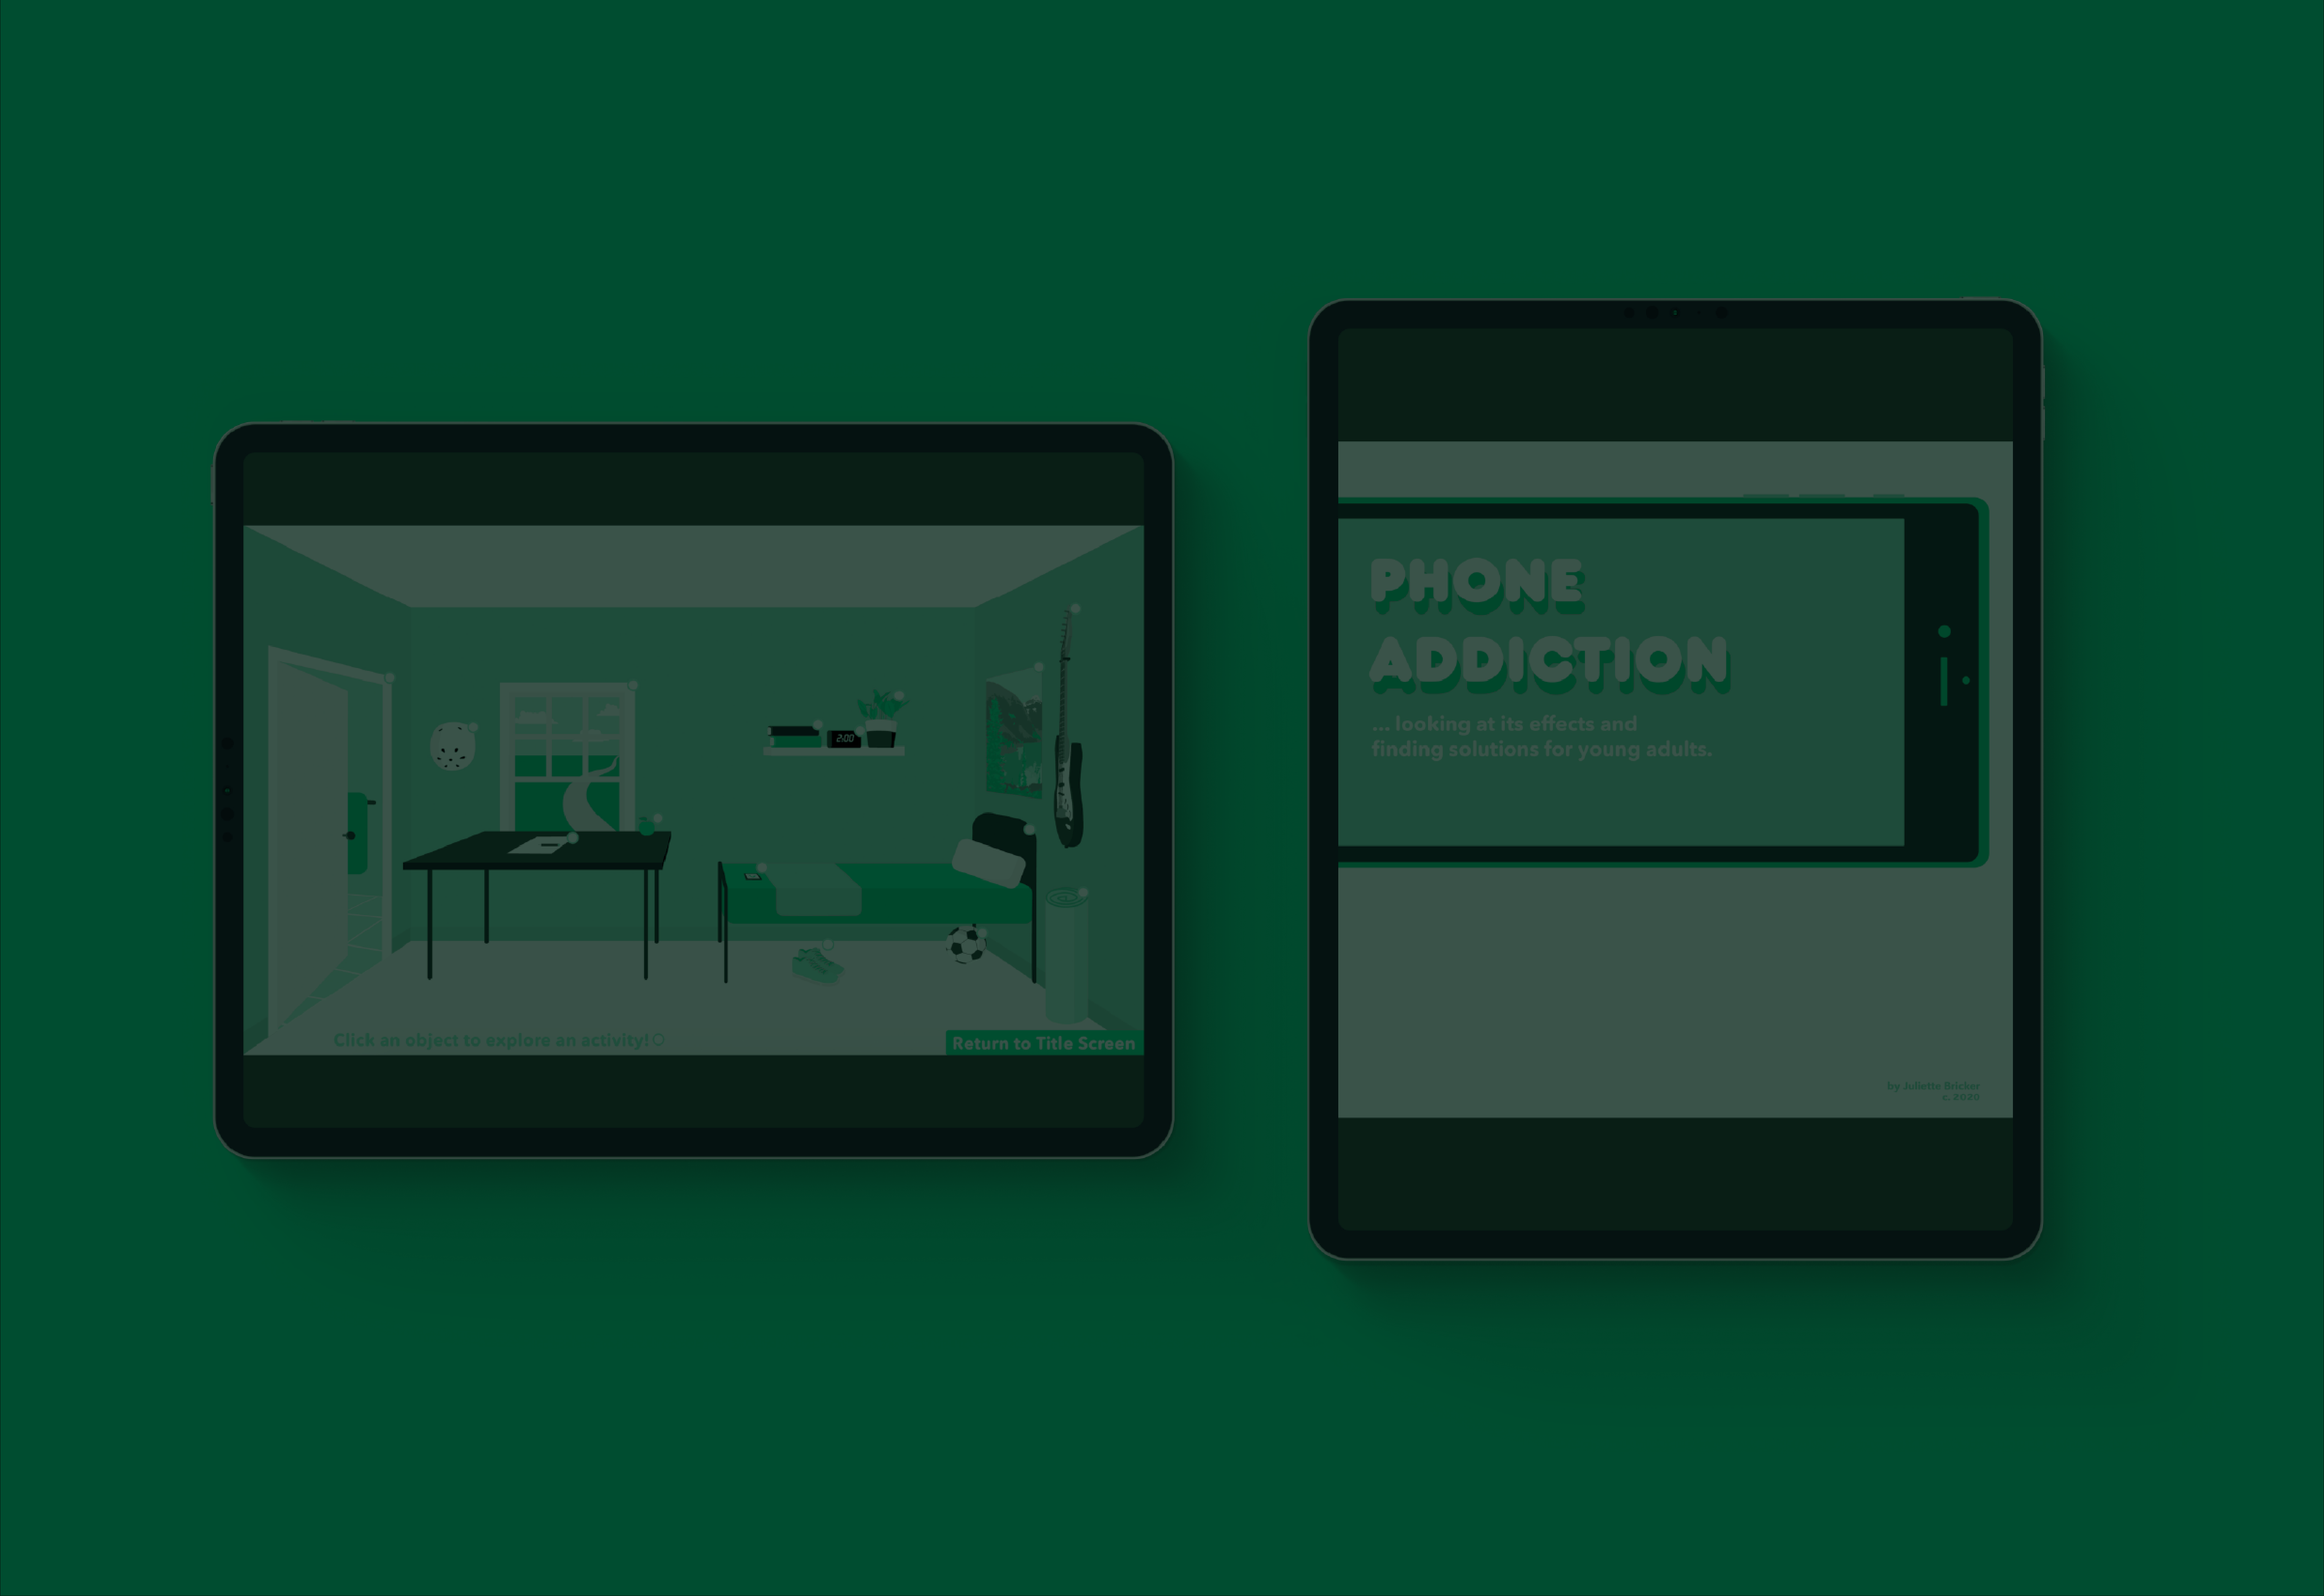 2:00
Click an object to explore an activity!
Return to Title Screen
PHONE
ADDICTION
... looking at its effects and
finding solutions for young adults.
by Juliette Bricker
c. 2020